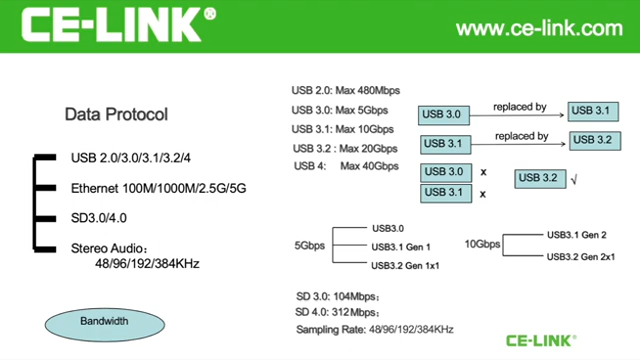 CE-LINK®
www.ce-link.com
Data Protocol
USB 2.0/3.0/3.1/3.2/4
Ethernet 100M/1000M/2.5G/5G
SD3.0/4.0
Stereo Audio：
48/96/192/384KHz
Bandwidth
USB 2.0: Max 480Mbps
USB 3.0: Max 5Gbps
USB 3.1: Max 10Gbps
USB 3.2 : Max 20Gbps
USB 4: Max 40Gbps
USB 3.0 replaced by USB 3.1
USB 3.1 replaced by USB 3.2
USB 3.0 x
USB 3.1 x
USB 3.2 √
5Gbps
USB3.0
USB3.1 Gen 1
USB3.2 Gen 1x1
10Gbps
USB3.1 Gen 2
USB3.2 Gen 2x1
SD 3.0: 104Mbps；
SD 4.0: 312Mbps；
Sampling Rate: 48/96/192/384KHz
CE-LINK®